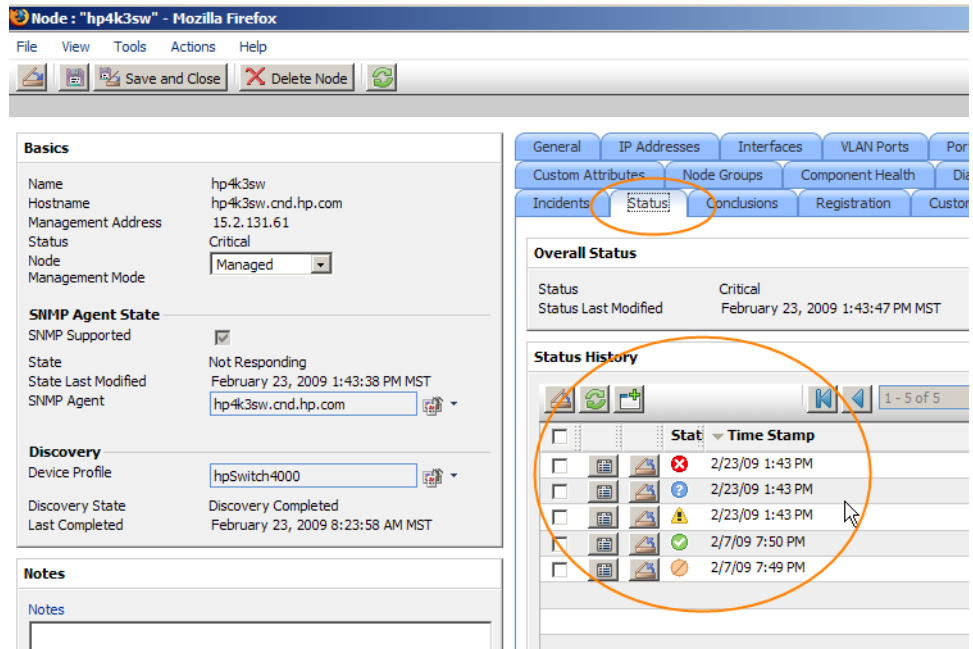 Node : "hp4k3sw" - Mozilla Firefox
File View Tools Actions Help
Save and Close Delete Node
Basics
Name hp4k3sw
Hostname hp4k3sw.cnd.hp.com
Management Address 15.2.131.61
Status Critical
Node
Management Mode Managed
SNMP Agent State
SNMP Supported
State Not Responding
State Last Modified February 23, 2009 1:43:38 PM MST
SNMP Agent hp4k3sw.cnd.hp.com
Discovery
Device Profile hpSwitch4000
Discovery State Discovery Completed
Last Completed February 23, 2009 8:23:58 AM MST
Notes
Notes
General IP Addresses Interfaces VLAN Ports Por
Custom Attributes Node Groups Component Health Dia
Incidents Status Conclusions Registration Custom
Overall Status
Status Critical
Status Last Modified February 23, 2009 1:43:47 PM MST
Status History
1 - 5 of 5
Stat Time Stamp
2/23/09 1:43 PM
2/23/09 1:43 PM
2/23/09 1:43 PM
2/7/09 7:50 PM
2/7/09 7:49 PM